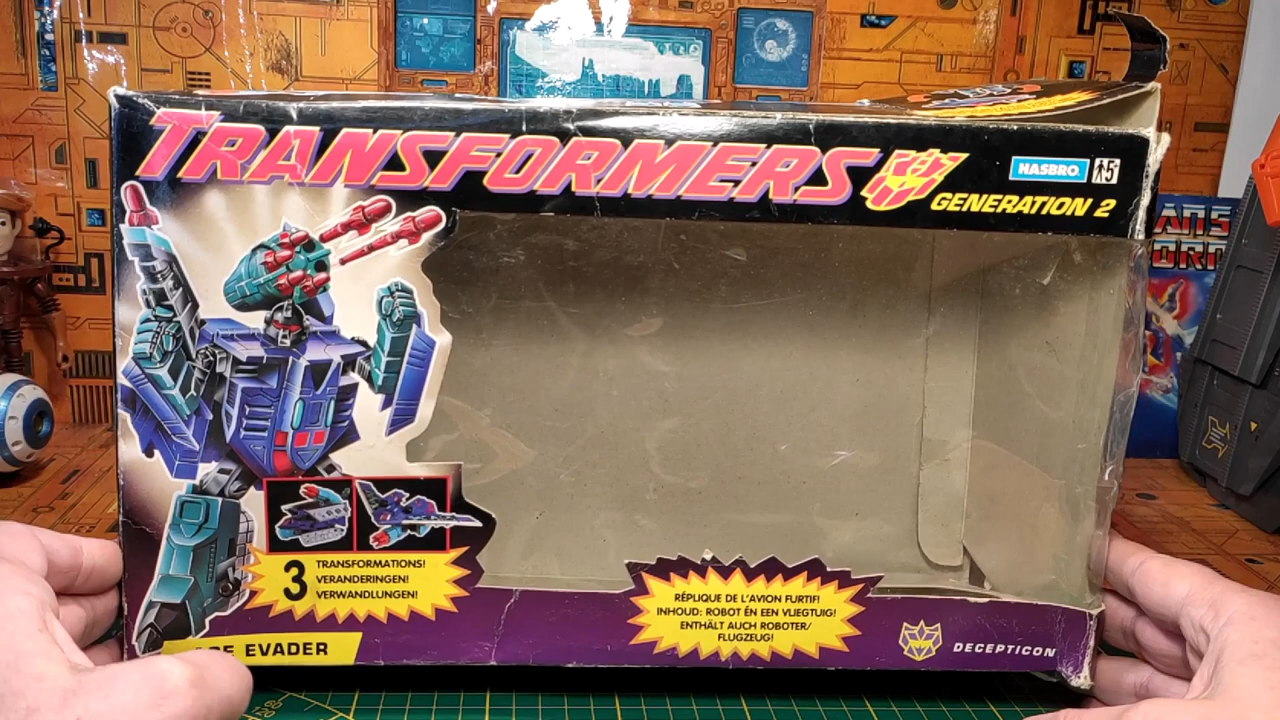 TRANSFORMERS
HASBRO
5+
GENERATION 2
3 TRANSFORMATIONS!
VERANDERINGEN!
VERWANDLUNGEN!
RÉPLIQUE DE L'AVION FURTIF!
INHOUD: ROBOT ÉN EEN VLIEGTUIG!
ENTHÄLT AUCH ROBOTER/
FLUGZEUG!
EVADER
DECEPTICON